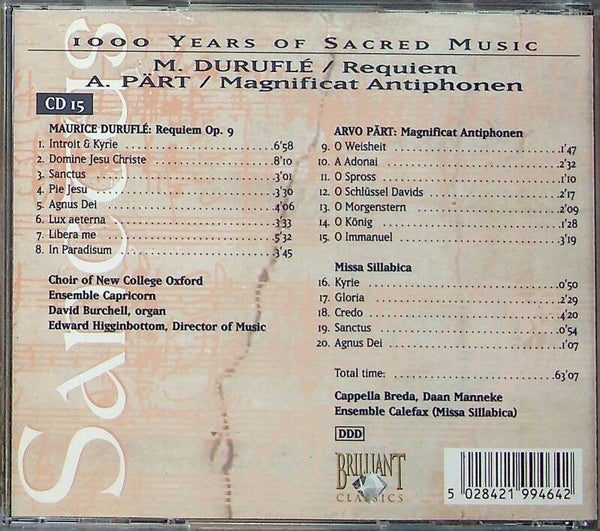 1000 YEARS OF SACRED MUSIC
M. DURUFLÉ / Requiem
A. PÄRT / Magnificat Antiphonen
CD 15
Sanctus
MAURICE DURUFLÉ: Requiem Op. 9
1. Introit & Kyrie 6'58
2. Domine Jesu Christe 8'10
3. Sanctus 3'01
4. Pie Jesu 3'30
5. Agnus Dei 4'06
6. Lux aeterna 3'33
7. Libera me 5'32
8. In Paradisum 3'45
Choir of New College Oxford
Ensemble Capricorn
David Burchell, organ
Edward Higginbottom, Director of Music
ARVO PÄRT: Magnificat Antiphonen
9. O Weisheit 1'47
10. A Adonai 2'32
11. O Spross 1'10
12. O Schlüssel Davids 2'17
13. O Morgenstern 2'09
14. O König 1'28
15. O Immanuel 3'19
Missa Sillabica
16. Kyrie 0'50
17. Gloria 2'29
18. Credo 4'20
19. Sanctus 0'54
20. Agnus Dei 1'07
Total time: 63'07
Cappella Breda, Daan Manneke
Ensemble Calefax (Missa Sillabica)
DDD
BRILLIANT
CLASSICS
5 028421 994642